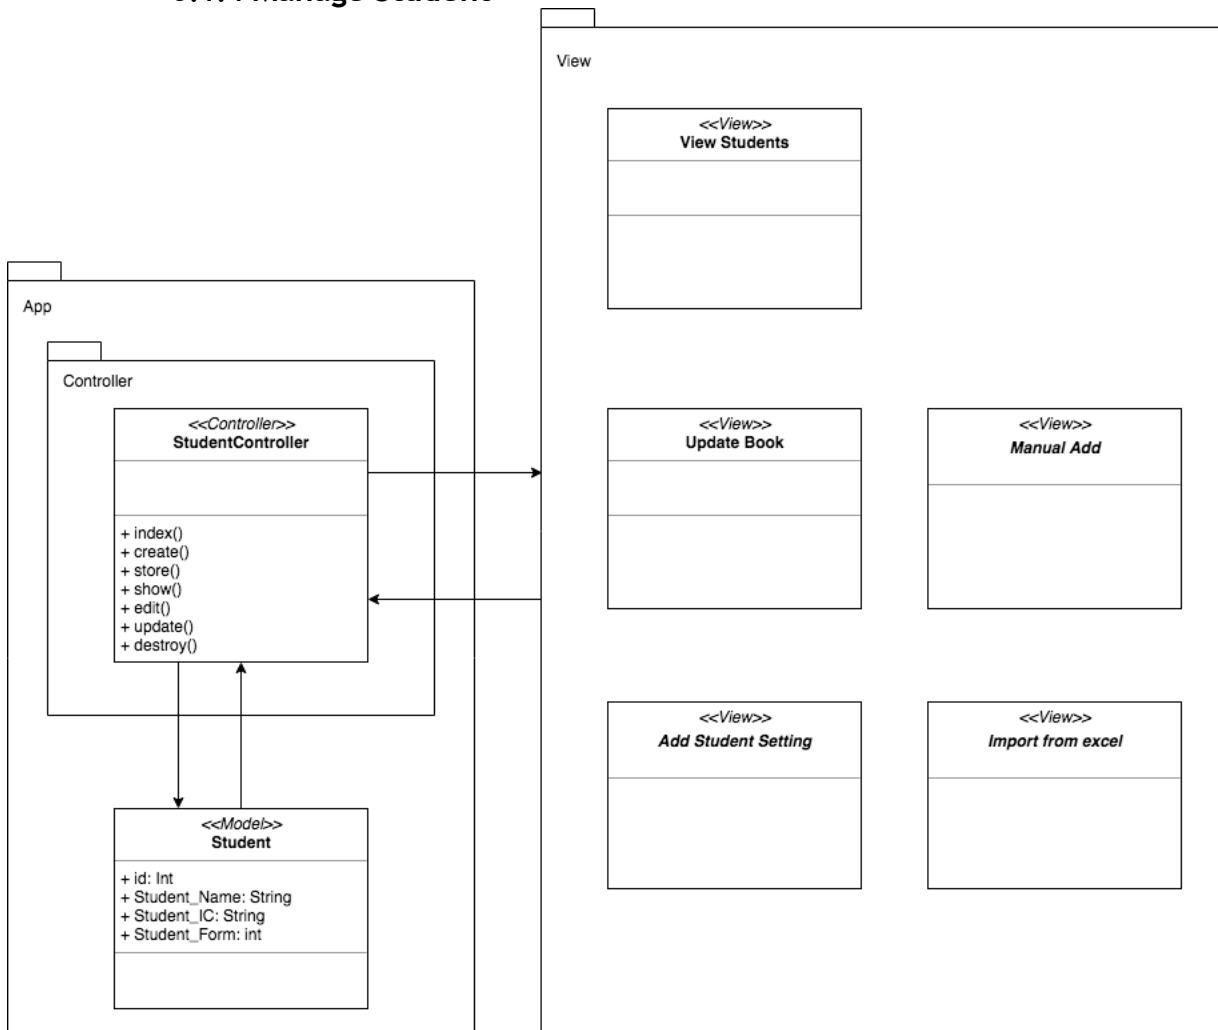 Manage Student
View
<<View>>
View Students
App
Controller
<<Controller>>
StudentController
+ index()
+ create()
+ store()
+ show()
+ edit()
+ update()
+ destroy()
<<View>>
Update Book
<<View>>
Manual Add
<<View>>
Add Student Setting
<<View>>
Import from excel
<<Model>>
Student
+ id: Int
+ Student_Name: String
+ Student_IC: String
+ Student_Form: int